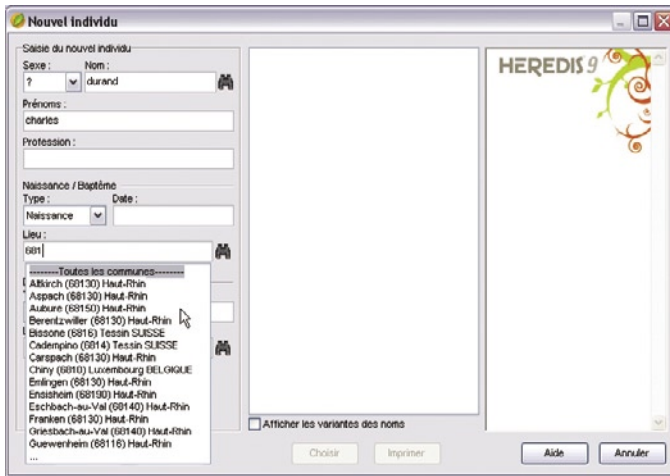 Nouvel individu
Saisie du nouvel individu
Sexe : Nom :
? durand
Prénoms :
charles
Profession :
Naissance / Baptême
Type : Date :
Naissance
Lieu :
681
--------Toutes les communes--------
Altkirch (68130) Haut-Rhin
Aspach (68130) Haut-Rhin
Aubure (68150) Haut-Rhin
Berentzwiller (68130) Haut-Rhin
Bissone (6816) Tessin SUISSE
Cadempino (6814) Tessin SUISSE
Carspach (68130) Haut-Rhin
Chiny (6810) Luxembourg BELGIQUE
Emlingen (68130) Haut-Rhin
Ensisheim (68190) Haut-Rhin
Eschbach-au-Val (68140) Haut-Rhin
Franken (68130) Haut-Rhin
Griesbach-au-Val (68140) Haut-Rhin
Guewenheim (68116) Haut-Rhin
...
HEREDIS 9
Afficher les variantes des noms
Choisir Imprimer Aide Annuler